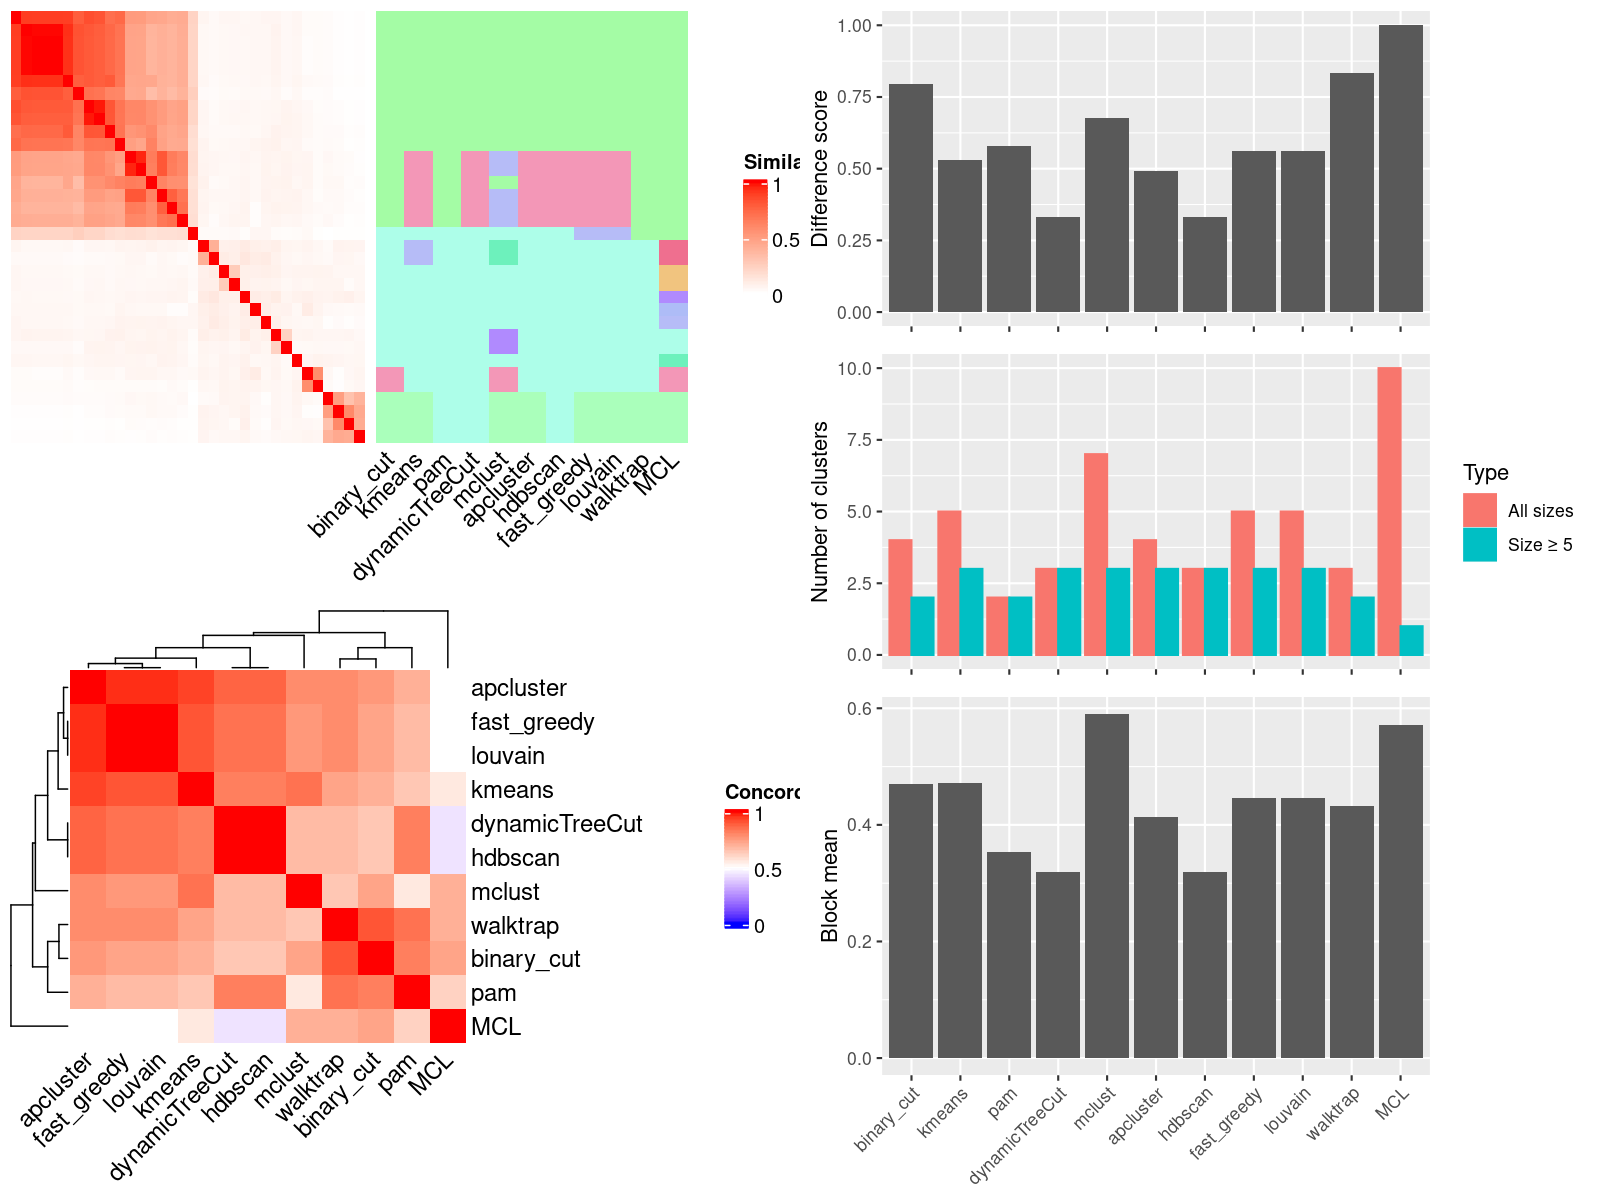 Simila
1
0.5
0
binary_cut
kmeans
pam
dynamicTreeCut
mclust
apcluster
hdbscan
fast_greedy
louvain
walktrap
MCL
apcluster
fast_greedy
louvain
kmeans
dynamicTreeCut
hdbscan
mclust
walktrap
binary_cut
pam
MCL
apcluster
fast_greedy
louvain
kmeans
dynamicTreeCut
hdbscan
mclust
walktrap
binary_cut
pam
MCL
Concord
1
0.5
0
Difference score
1.00
0.75
0.50
0.25
0.00
Number of clusters
10.0
7.5
5.0
2.5
0.0
Type
All sizes
Size ≥ 5
Block mean
0.6
0.4
0.2
0.0
binary_cut
kmeans
pam
dynamicTreeCut
mclust
apcluster
hdbscan
fast_greedy
louvain
walktrap
MCL